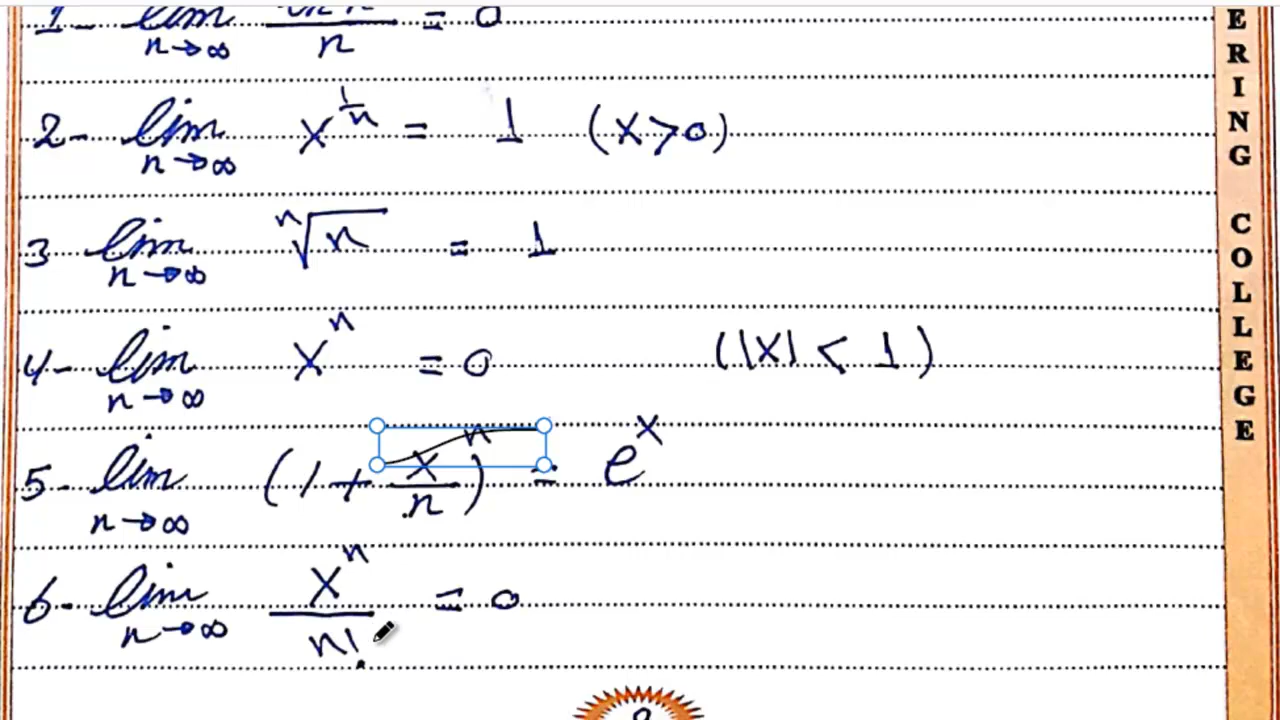 1- lim n→∞ ln n / n = 0
2- lim n→∞ x^(1/n) = 1 (x>0)
3 lim n→∞ ⁿ√n = 1
4- lim n→∞ xⁿ = 0 (|x| < 1)
5- lim n→∞ (1 + x/n)ⁿ = eˣ
6- lim n→∞ xⁿ/n! = 0
ERING COLLEGE